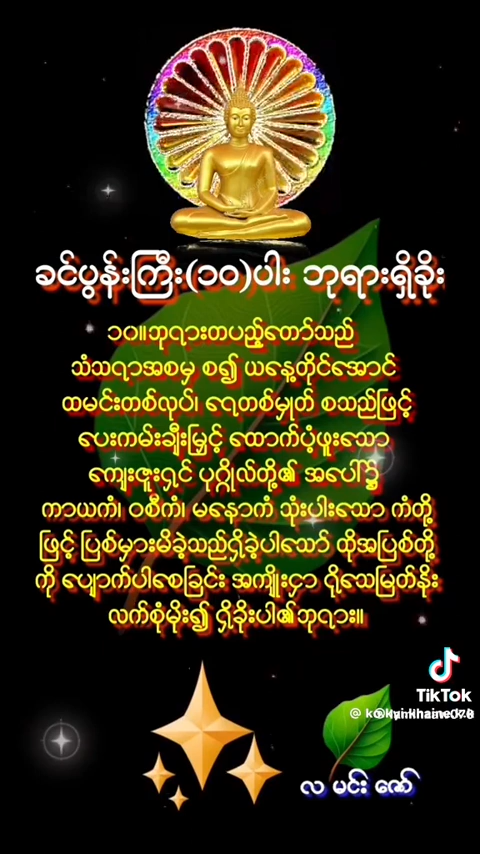 ခင်ပွန်းကြီး(၁၀)ပါး ဘုရားရှိခိုး
၁၀။ဘုရားတပည့်တော်သည်
သံသရာအစမှ စ၍ ယနေ့တိုင်အောင်
ထမင်းတစ်လုပ်၊ ရေတစ်မှုတ် စသည်ဖြင့်
ပေးကမ်းချီးမြှင့် ထောက်ပံ့ဖူးသော
ကျေးဇူးရှင် ပုဂ္ဂိုလ်တို့၏ အပေါ်၌
ကာယကံ၊ ဝစီကံ၊ မနောကံ သုံးပါးသော ကံတို့
ဖြင့် ပြစ်မှားမိခဲ့သည်ရှိခဲ့ပါသော် ထိုအပြစ်တို့
ကို ပျောက်ပါစေခြင်း အကျိုးငှာ ရိုသေမြတ်နိုး
လက်စုံမိုး၍ ရှိခိုးပါ၏ဘုရား။
TikTok
လ မင်း ဇော်